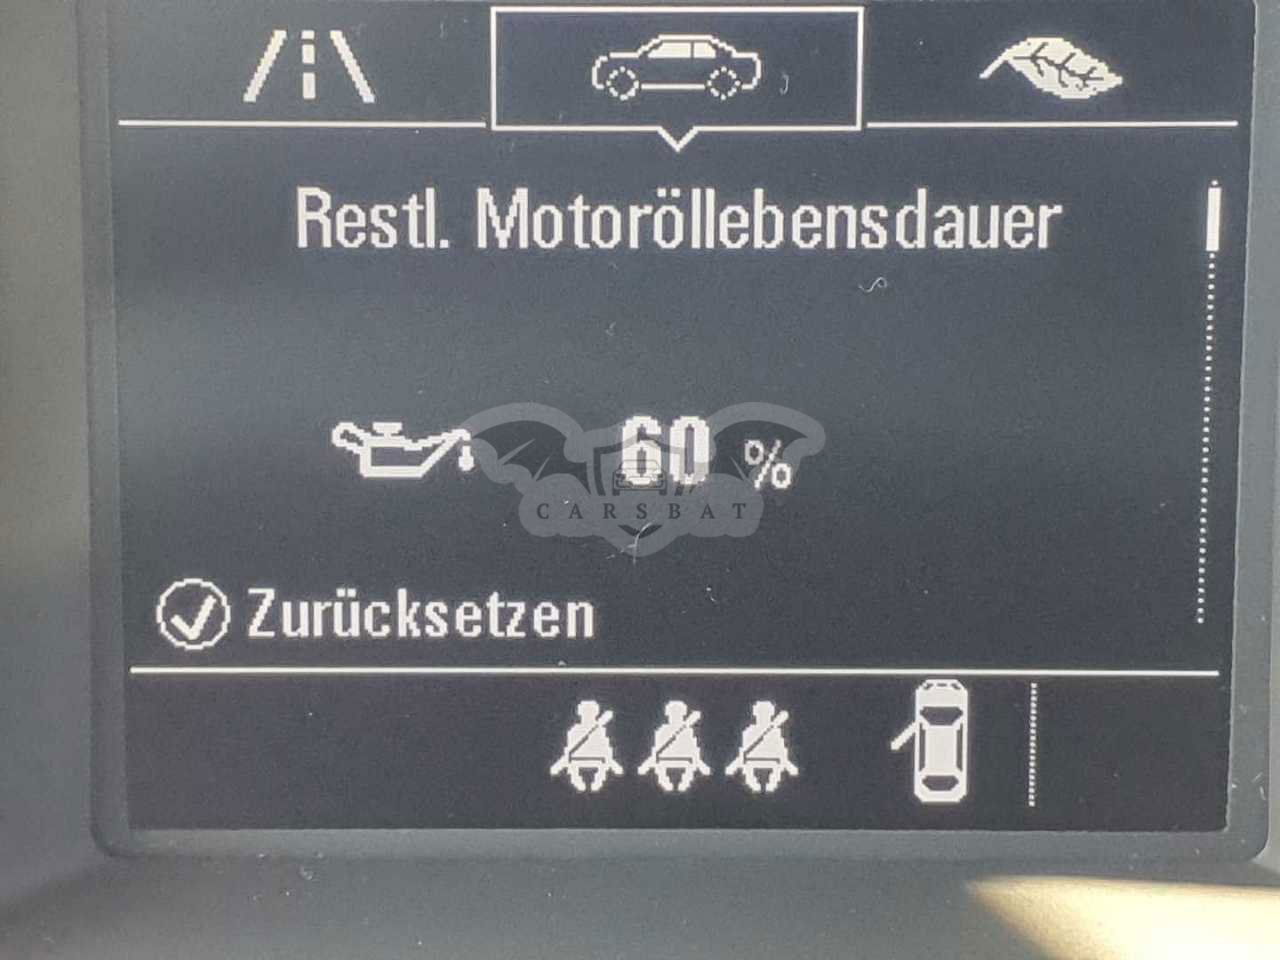 Restl. Motoröllebensdauer
60 %
CARSBAT
Zurücksetzen